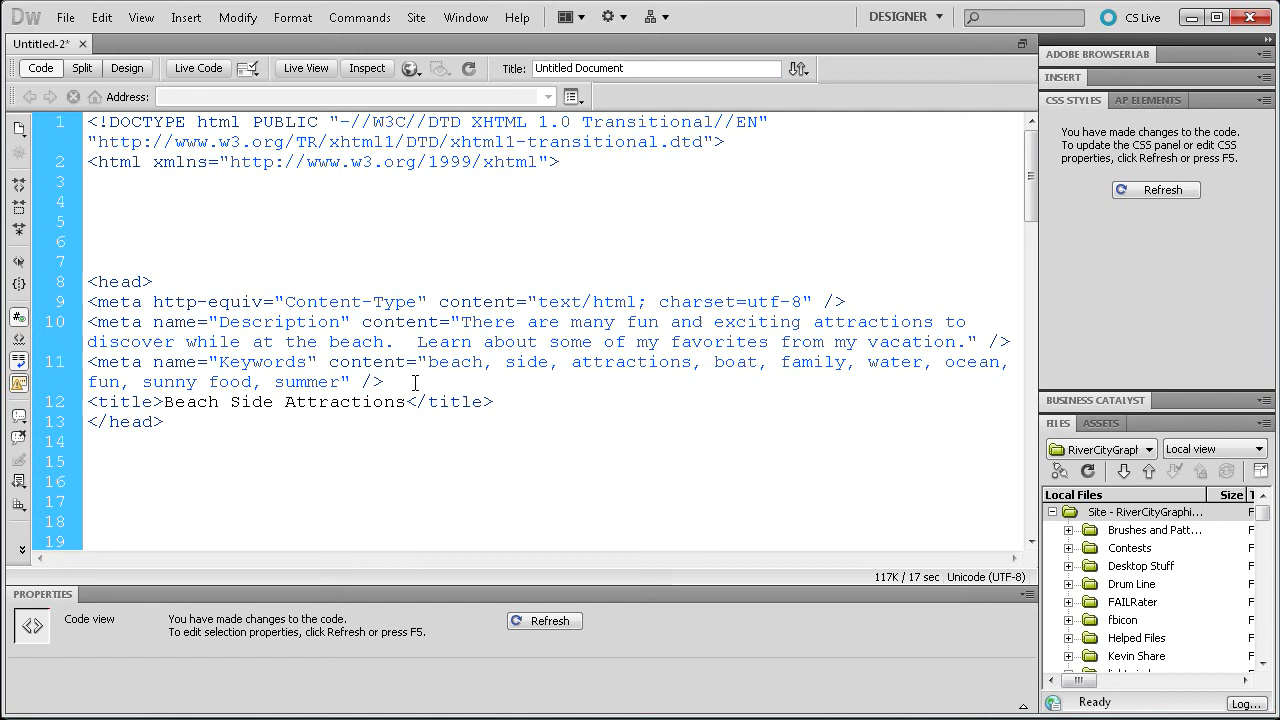 Dw File Edit View Insert Modify Format Commands Site Window Help DESIGNER CS Live
Untitled-2*
Code Split Design Live Code Live View Inspect Title: Untitled Document
Address:
1 <!DOCTYPE html PUBLIC "-//W3C//DTD XHTML 1.0 Transitional//EN"
"http://www.w3.org/TR/xhtml1/DTD/xhtml1-transitional.dtd">
2 <html xmlns="http://www.w3.org/1999/xhtml">
3
4
5
6
7
8 <head>
9 <meta http-equiv="Content-Type" content="text/html; charset=utf-8" />
10 <meta name="Description" content="There are many fun and exciting attractions to
discover while at the beach.  Learn about some of my favorites from my vacation." />
11 <meta name="Keywords" content="beach, side, attractions, boat, family, water, ocean,
fun, sunny food, summer" />
12 <title>Beach Side Attractions</title>
13 </head>
14
15
16
17
18
19
117K / 17 sec Unicode (UTF-8)
PROPERTIES
Code view
You have made changes to the code.
To edit selection properties, click Refresh or press F5.
Refresh
ADOBE BROWSERLAB
INSERT
CSS STYLES AP ELEMENTS
You have made changes to the code.
To update the CSS panel or edit CSS
properties, click Refresh or press F5.
Refresh
BUSINESS CATALYST
FILES ASSETS
RiverCityGraph Local view
Local Files Size T
Site - RiverCityGraphi... F
Brushes and Patt... F
Contests F
Desktop Stuff F
Drum Line F
FAILRater F
fbicon F
Helped Files F
Kevin Share F
Ready Log...